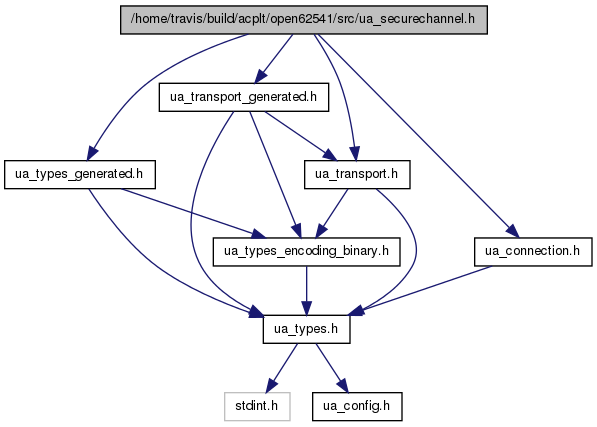 /home/travis/build/acplt/open62541/src/ua_securechannel.h
ua_transport_generated.h
ua_types_generated.h
ua_transport.h
ua_types_encoding_binary.h
ua_connection.h
ua_types.h
stdint.h
ua_config.h